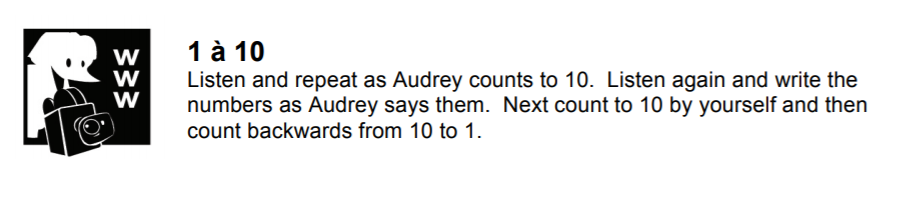 W
W
W
1 à 10
Listen and repeat as Audrey counts to 10.  Listen again and write the
numbers as Audrey says them.  Next count to 10 by yourself and then
count backwards from 10 to 1.